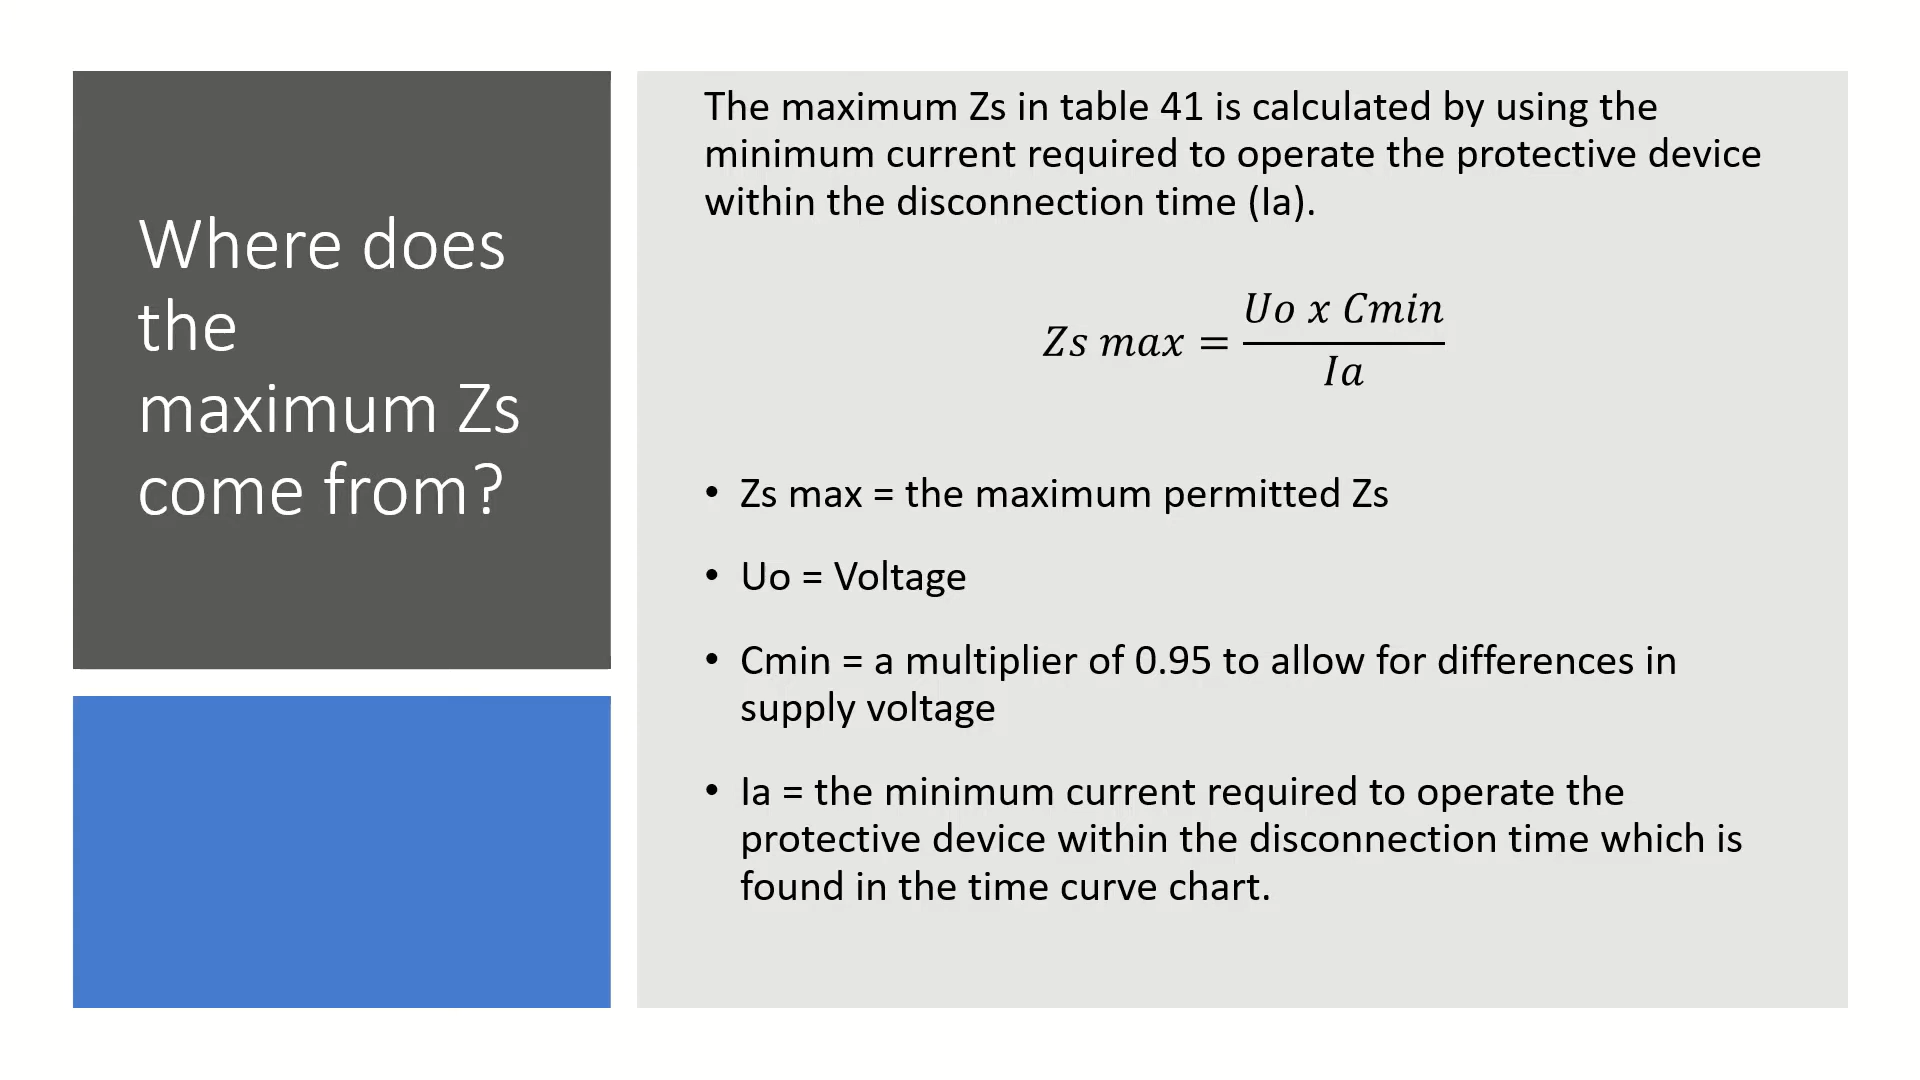 Where does
the
maximum Zs
come from?
The maximum Zs in table 41 is calculated by using the
minimum current required to operate the protective device
within the disconnection time (Ia).
Zs max = Uo x Cmin / Ia
• Zs max = the maximum permitted Zs
• Uo = Voltage
• Cmin = a multiplier of 0.95 to allow for differences in
supply voltage
• Ia = the minimum current required to operate the
protective device within the disconnection time which is
found in the time curve chart.